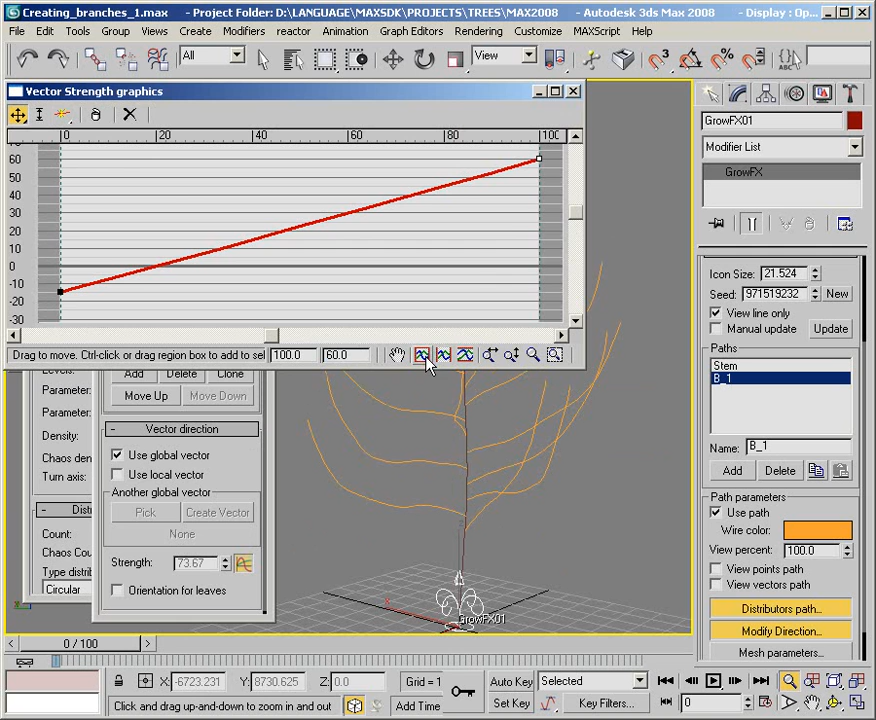 Creating_branches_1.max - Project Folder: D:\LANGUAGE\MAXSDK\PROJECTS\TREES\MAX2008 - Autodesk 3ds Max 2008 - Display : Op...
File Edit Tools Group Views Create Modifiers reactor Animation Graph Editors Rendering Customize MAXScript Help
All View
Vector Strength graphics
0 20 40 60 80 100
60
50
40
30
20
10
0
-10
-20
-30
Drag to move. Ctrl-click or drag region box to add to sel 100.0 60.0
GrowFX01
Modifier List
GrowFX
Icon Size: 21.524
Seed: 971519232 New
View line only
Manual update Update
Paths
Stem
B_1
Name: B_1
Add Delete
Path parameters
Use path
Wire color:
View percent: 100.0
View points path
View vectors path
Distributors path...
Modify Direction...
Mesh parameters...
Parameter:
Parameter:
Density:
Chaos den
Turn axis:
Distr
Count:
Chaos Cou
Type distrib
Circular
Add Delete Clone
Move Up Move Down
- Vector direction
Use global vector
Use local vector
Another global vector
Pick Create Vector
None
Strength: 73.67
Orientation for leaves
GrowFX01
0 / 100
X: -6723.231 Y: 8730.625 Z: 0.0 Grid = 1
Auto Key Selected
Set Key Key Filters... 0
Click and drag up-and-down to zoom in and out Add Time